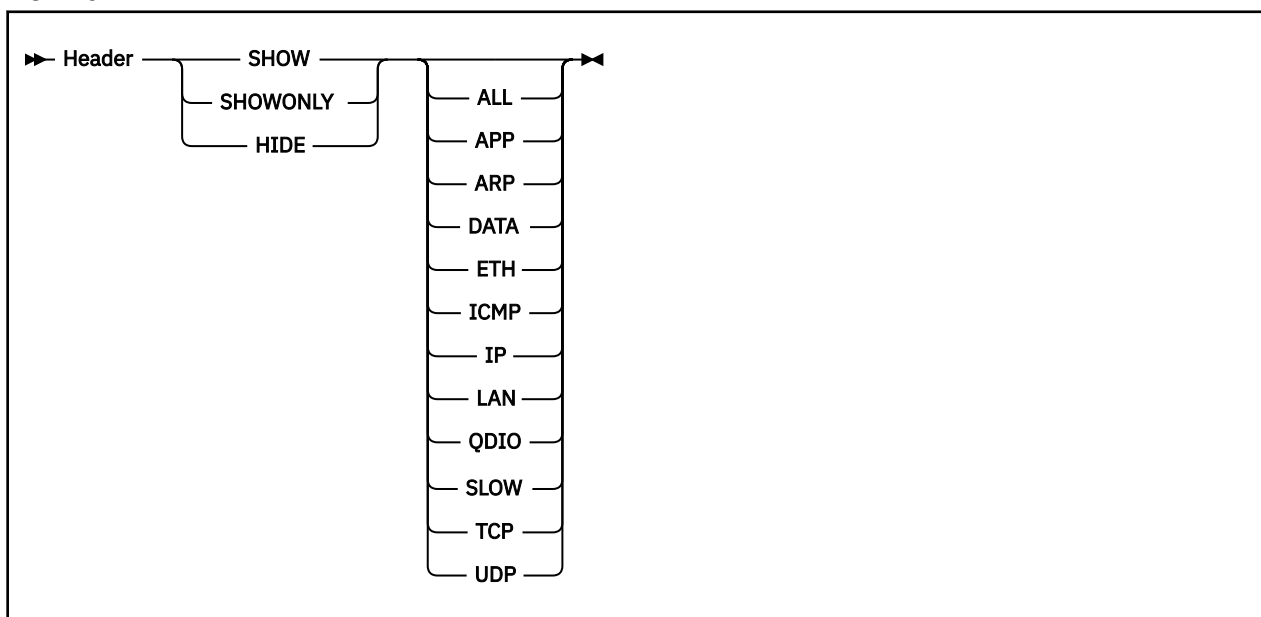 Header SHOW
SHOWONLY
HIDE
ALL
APP
ARP
DATA
ETH
ICMP
IP
LAN
QDIO
SLOW
TCP
UDP